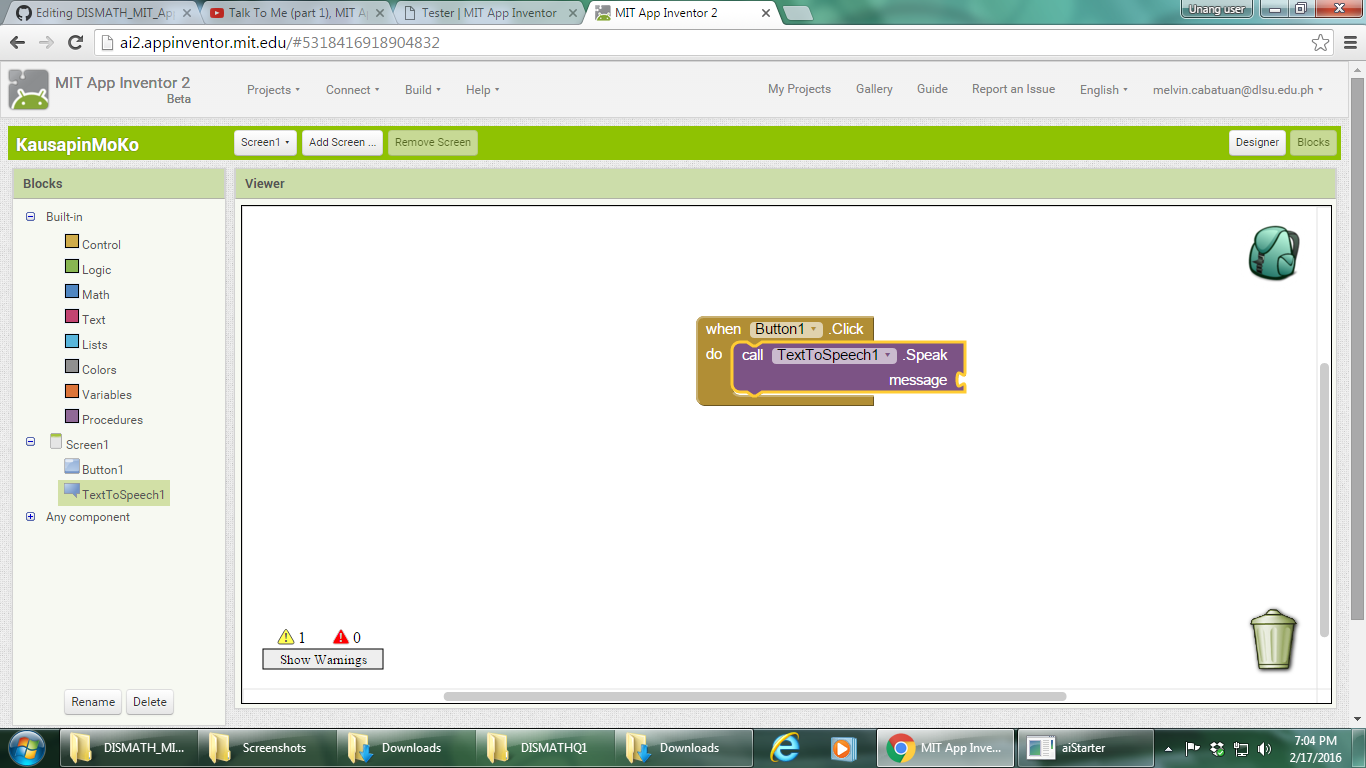 Editing DISMATH_MIT_Ap
Talk To Me (part 1), MIT A
Tester | MIT App Inventor
MIT App Inventor 2
Unang user
ai2.appinventor.mit.edu/#5318416918904832
MIT App Inventor 2
Beta
Projects
Connect
Build
Help
My Projects
Gallery
Guide
Report an Issue
English
melvin.cabatuan@dlsu.edu.ph
KausapinMoKo
Screen1
Add Screen ...
Remove Screen
Designer
Blocks
Blocks
Viewer
Built-in
Control
Logic
Math
Text
Lists
Colors
Variables
Procedures
Screen1
Button1
TextToSpeech1
Any component
Rename
Delete
when Button1 .Click
do call TextToSpeech1 .Speak
message
1 0
Show Warnings
DISMATH_MI...
Screenshots
Downloads
DISMATHQ1
Downloads
MIT App Inve...
aiStarter
7:04 PM
2/17/2016